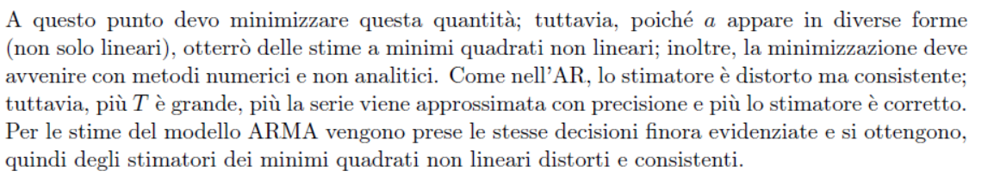 A questo punto devo minimizzare questa quantità; tuttavia, poiché a appare in diverse forme
(non solo lineari), otterrò delle stime a minimi quadrati non lineari; inoltre, la minimizzazione deve
avvenire con metodi numerici e non analitici. Come nell'AR, lo stimatore è distorto ma consistente;
tuttavia, più T è grande, più la serie viene approssimata con precisione e più lo stimatore è corretto.
Per le stime del modello ARMA vengono prese le stesse decisioni finora evidenziate e si ottengono,
quindi degli stimatori dei minimi quadrati non lineari distorti e consistenti.